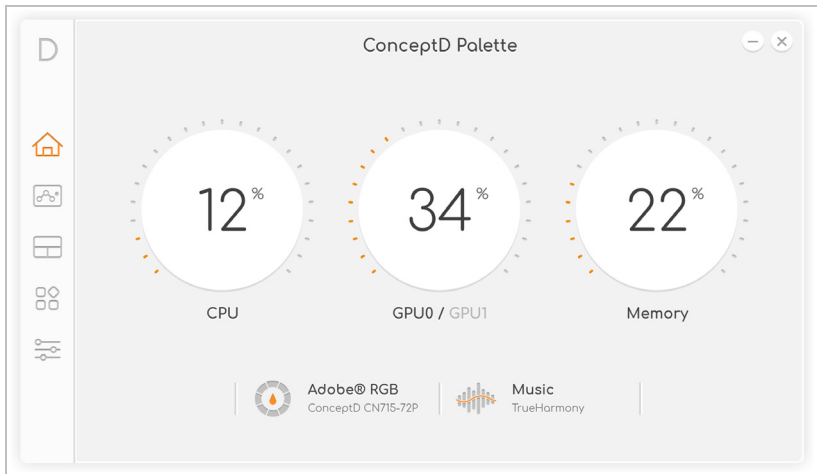 D
ConceptD Palette
12%
34%
22%
CPU
GPU0 / GPU1
Memory
Adobe® RGB
ConceptD CN715-72P
Music
TrueHarmony